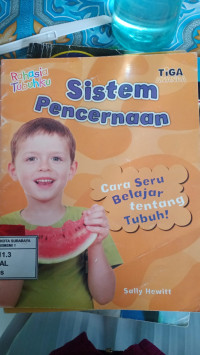 Rahasia
Tubuhku
TiGA
Sistem
Pencernaan
Cara Seru
Belajar
tentang
Tubuh!
Sally Hewitt